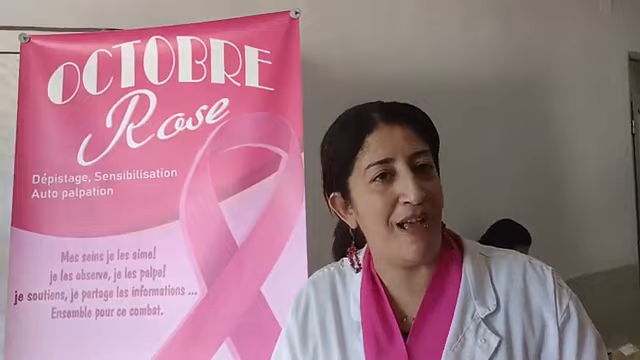 OCTOBRE
Rose
Dépistage, Sensibilisation
Auto palpation
Mes seins je les aime!
je les observe, je les palpe!
je soutiens, je partage les informations ...
Ensemble pour ce combat.